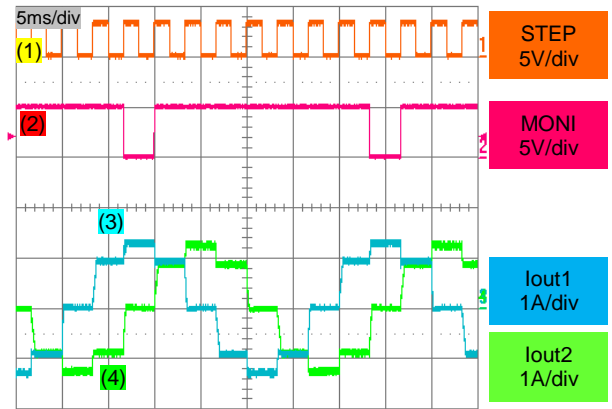 5ms/div
(1)
1
STEP
5V/div
(2)
2
MONI
5V/div
(3)
Iout1
1A/div
(4)
Iout2
1A/div